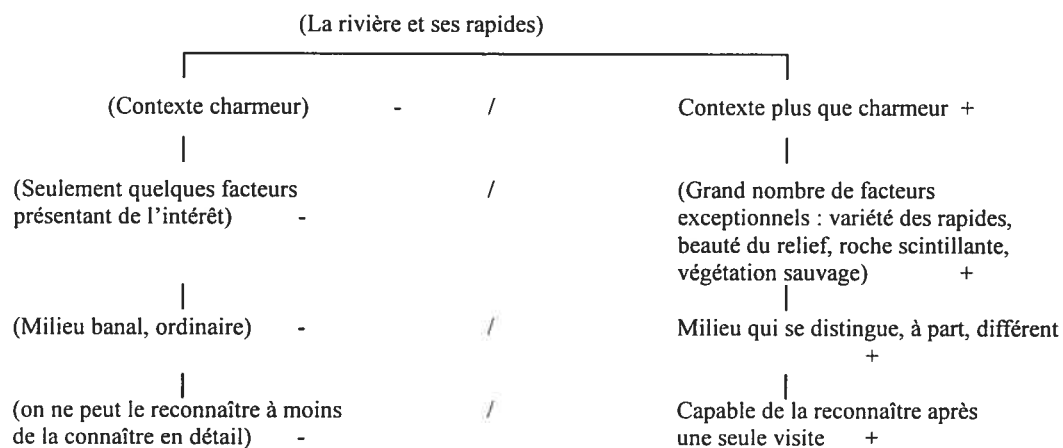 (La rivière et ses rapides)
(Contexte charmeur) - / Contexte plus que charmeur +
(Seulement quelques facteurs / (Grand nombre de facteurs
présentant de l'intérêt) - exceptionnels : variété des rapides,
beauté du relief, roche scintillante,
végétation sauvage) +
(Milieu banal, ordinaire) - / Milieu qui se distingue, à part, différent
+
(on ne peut le reconnaître à moins / Capable de la reconnaître après
de la connaître en détail) - une seule visite +